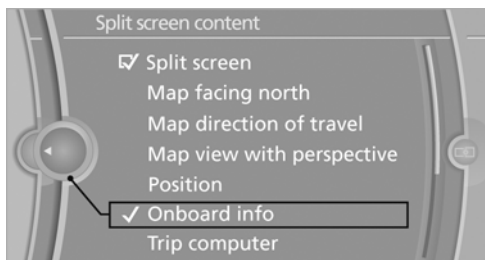 Split screen content
Split screen
Map facing north
Map direction of travel
Map view with perspective
Position
Onboard info
Trip computer